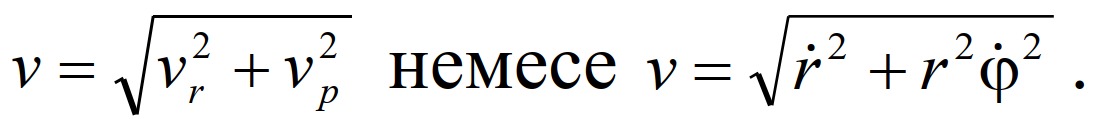 v = √(v_r² + v_p²) немесе v = √(ṙ² + r²φ̇²) .